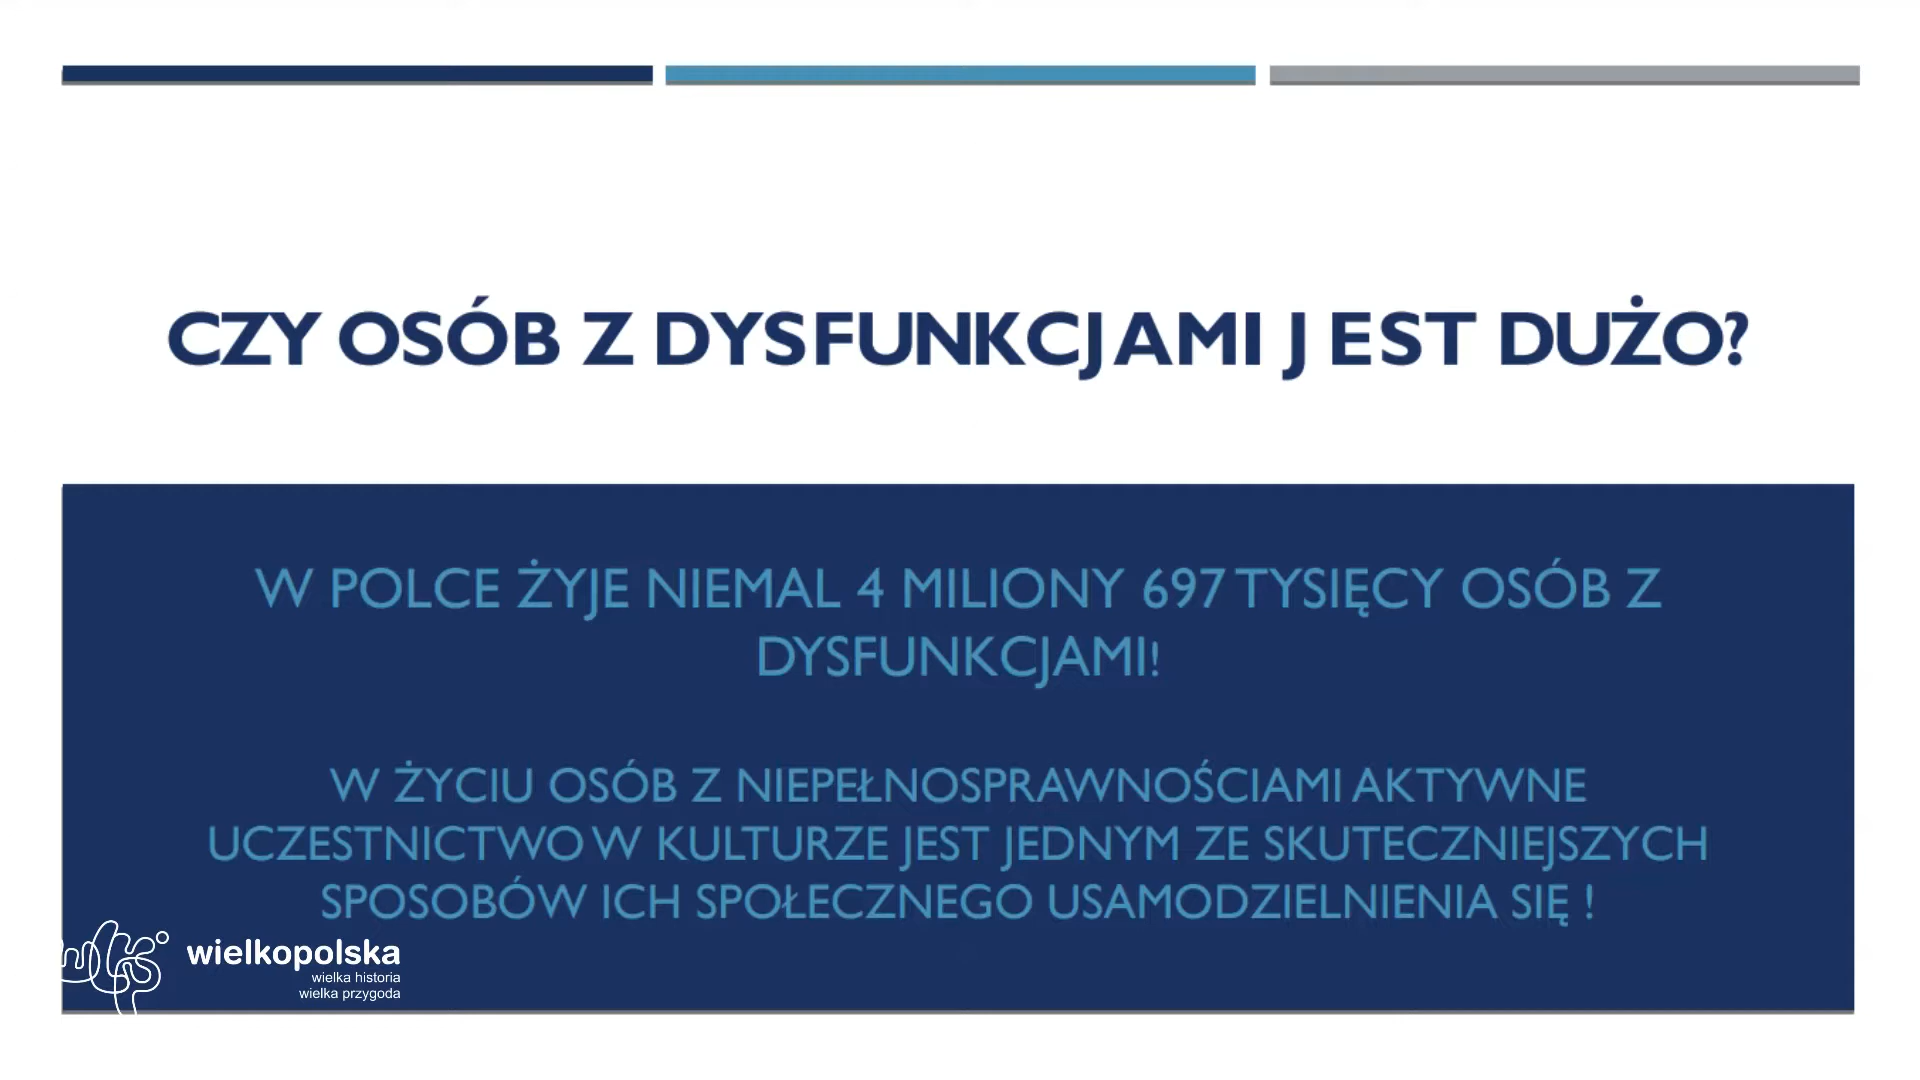 CZY OSÓB Z DYSFUNKCJAMI JEST DUŻO?
W POLCE ŻYJE NIEMAL 4 MILIONY 697 TYSIĘCY OSÓB Z
DYSFUNKCJAMI!
W ŻYCIU OSÓB Z NIEPEŁNOSPRAWNOŚCIAMI AKTYWNE
UCZESTNICTWO W KULTURZE JEST JEDNYM ZE SKUTECZNIEJSZYCH
SPOSOBÓW ICH SPOŁECZNEGO USAMODZIELNIENIA SIĘ !
wielkopolska
wielka historia
wielka przygoda